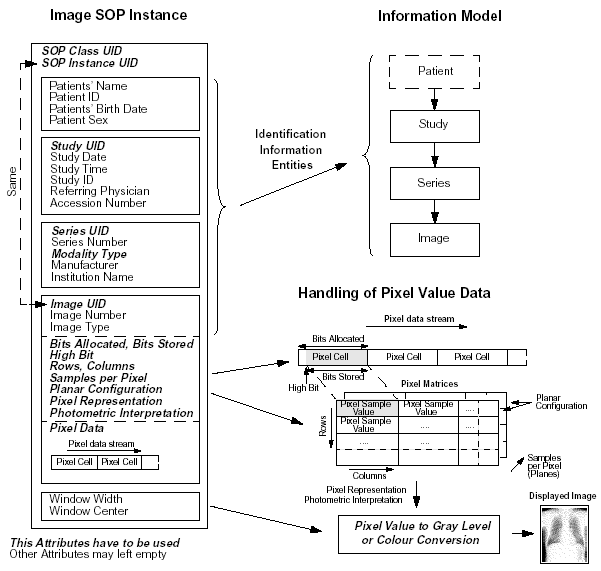 Image SOP Instance
SOP Class UID
SOP Instance UID
Patients' Name
Patient ID
Patients' Birth Date
Patient Sex
Study UID
Study Date
Study Time
Study ID
Referring Physician
Accession Number
Series UID
Series Number
Modality Type
Manufacturer
Institution Name
Image UID
Image Number
Image Type
Bits Allocated, Bits Stored
High Bit
Rows, Columns
Samples per Pixel
Planar Configuration
Pixel Representation
Photometric Interpretation
Pixel Data
Pixel data stream
Pixel Cell Pixel Cell
Window Width
Window Center
This Attributes have to be used
Other Attributes may left empty
Same
Identification
Information
Entities
Information Model
Patient
Study
Series
Image
Handling of Pixel Value Data
Pixel data stream
Bits Allocated
Pixel Cell Pixel Cell Pixel Cell
Bits Stored
High Bit
Pixel Matrices
Pixel Sample Value Pixel Sample Value ....
Pixel Sample Value .... ....
.... .... ....
Rows
Columns
Planar
Configuration
Samples
per Pixel
(Planes)
Pixel Representation
Photometric Interpretation
Pixel Value to Gray Level
or Colour Conversion
Displayed Image